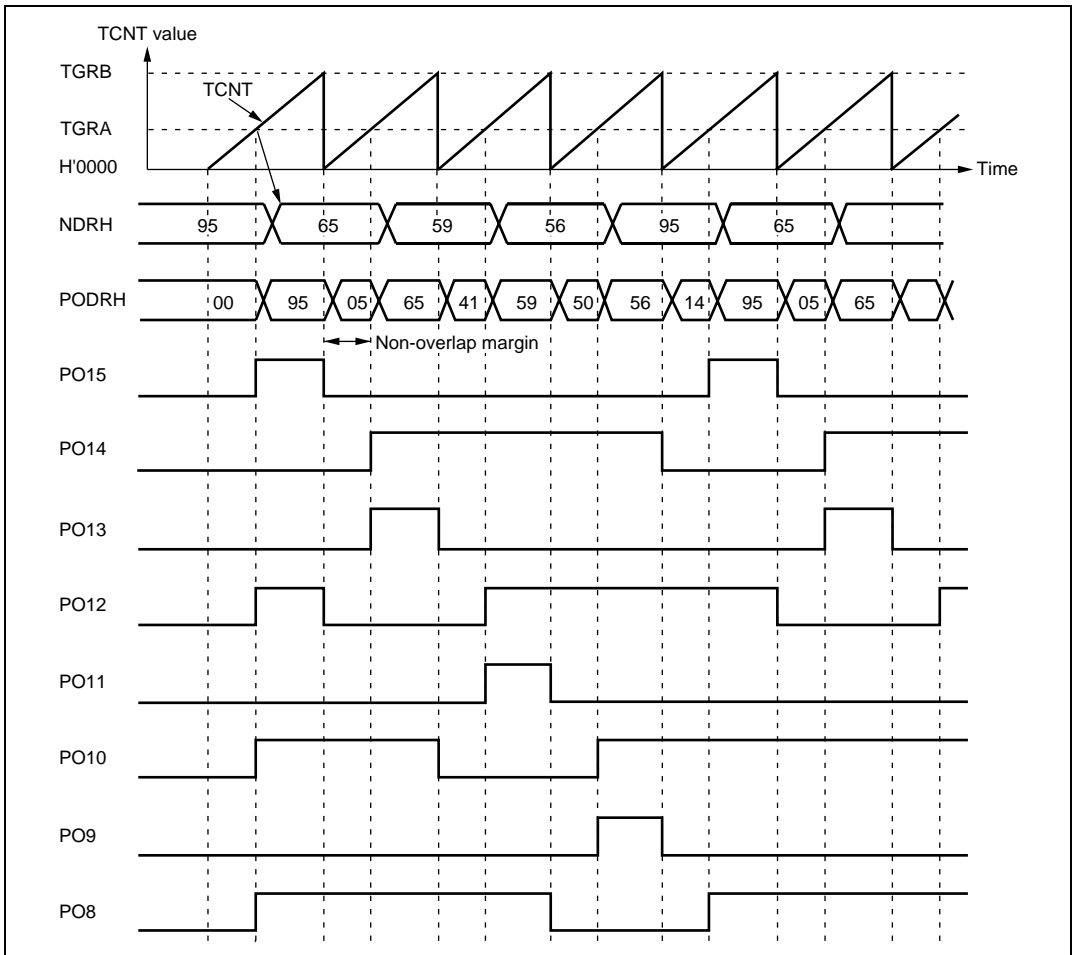 TCNT value
TGRB
TCNT
TGRA
H'0000
Time
NDRH 95 65 59 56 95 65
PODRH 00 95 05 65 41 59 50 56 14 95 05 65
Non-overlap margin
PO15
PO14
PO13
PO12
PO11
PO10
PO9
PO8